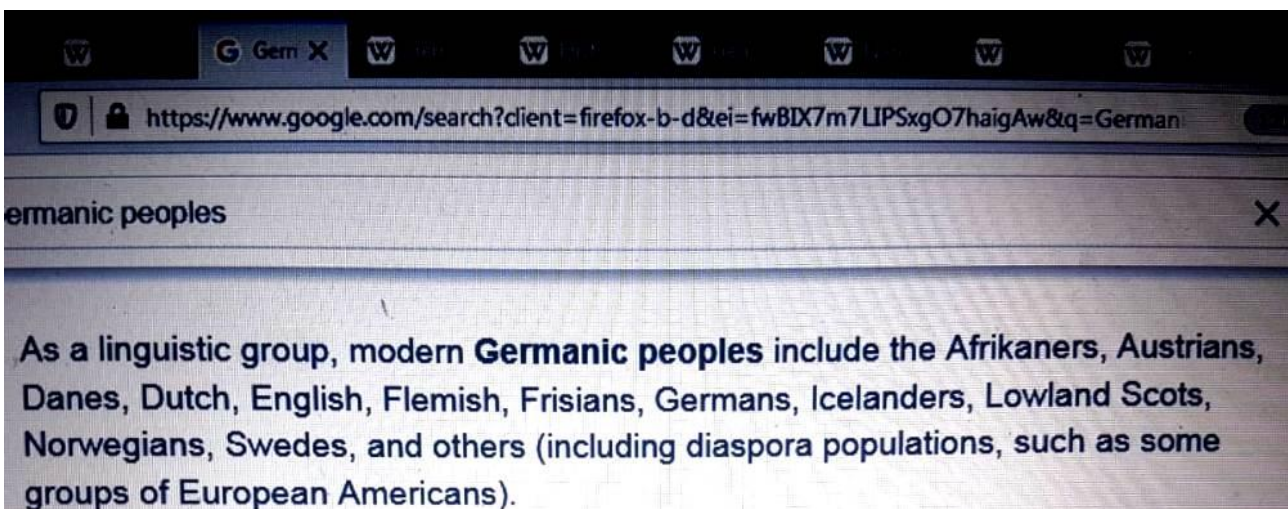 G Gem
https://www.google.com/search?client=firefox-b-d&ei=fwBIX7m7LIPSxgO7haigAw&q=German
ermanic peoples
As a linguistic group, modern Germanic peoples include the Afrikaners, Austrians,
Danes, Dutch, English, Flemish, Frisians, Germans, Icelanders, Lowland Scots,
Norwegians, Swedes, and others (including diaspora populations, such as some
groups of European Americans).